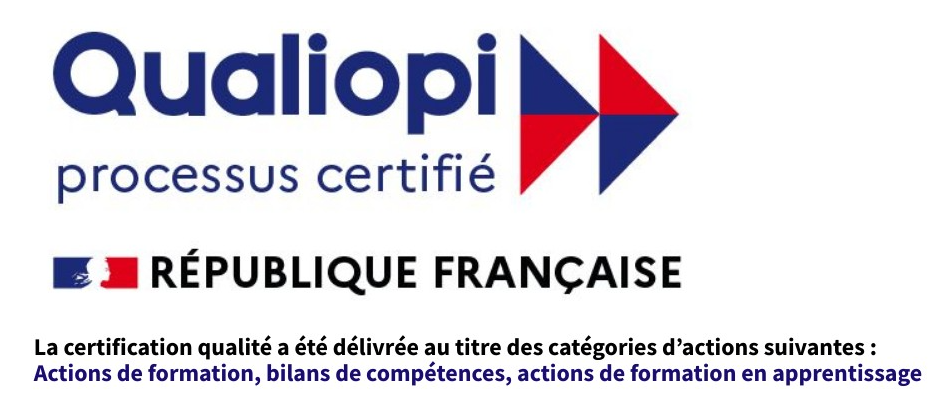 Qualiopi
processus certifié
RÉPUBLIQUE FRANÇAISE
La certification qualité a été délivrée au titre des catégories d’actions suivantes :
Actions de formation, bilans de compétences, actions de formation en apprentissage